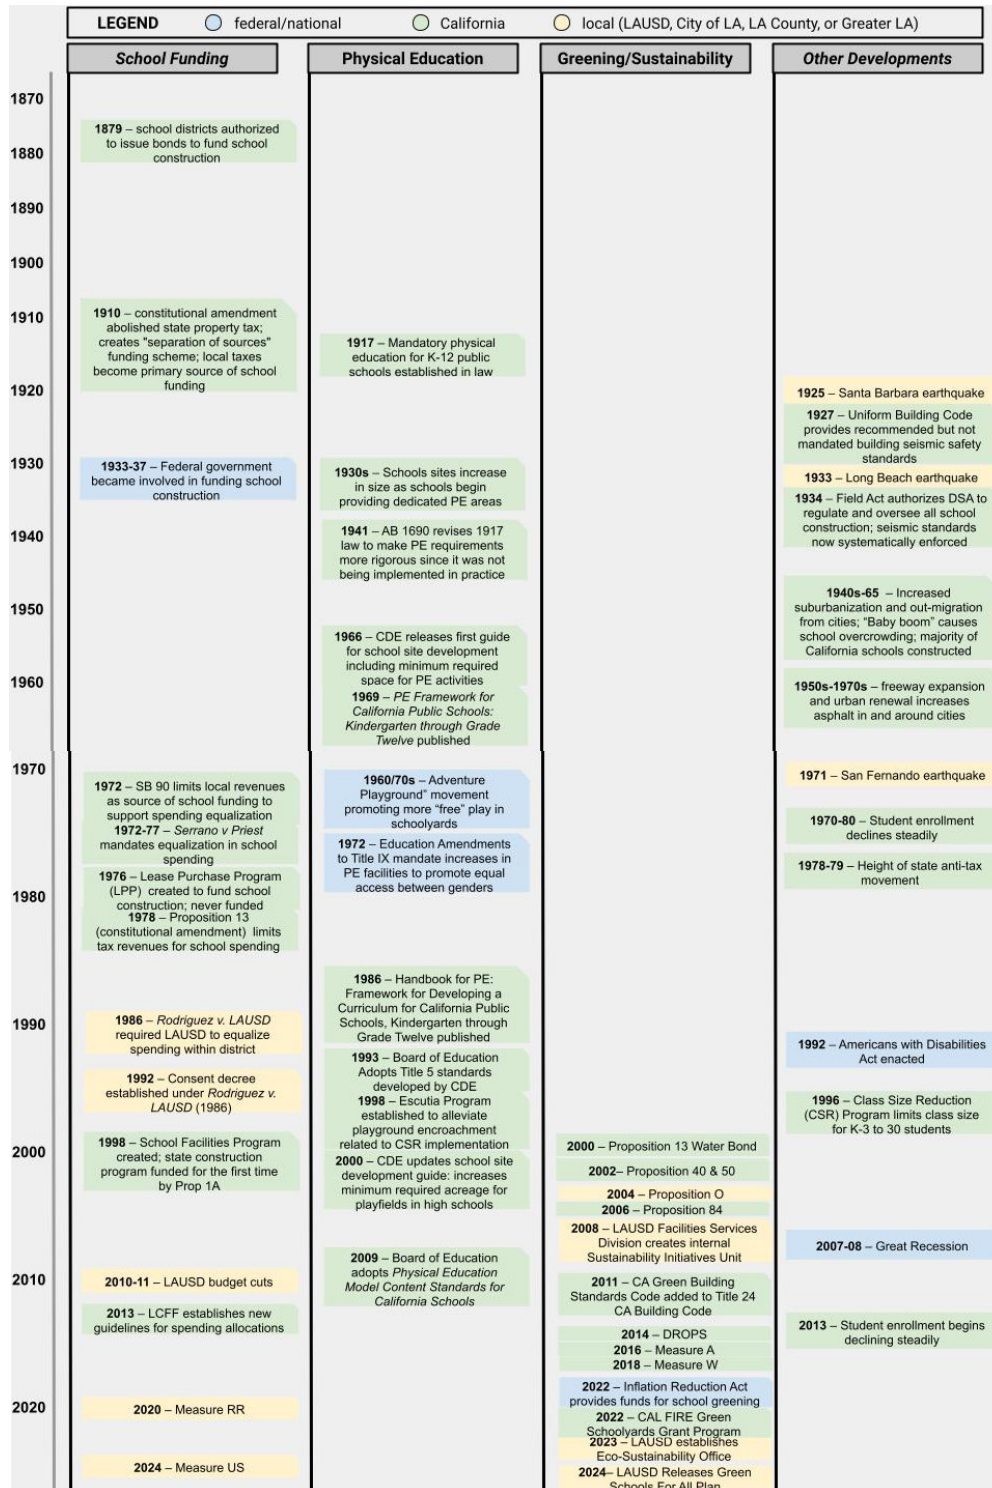 LEGEND federal/national California local (LAUSD, City of LA, LA County, or Greater LA)
School Funding
Physical Education
Greening/Sustainability
Other Developments
1870
1880
1890
1900
1910
1920
1930
1940
1950
1960
1970
1980
1990
2000
2010
2020
1879 – school districts authorized
to issue bonds to fund school
construction
1910 – constitutional amendment
abolished state property tax;
creates "separation of sources"
funding scheme; local taxes
become primary source of school
funding
1933-37 – Federal government
became involved in funding school
construction
1972 – SB 90 limits local revenues
as source of school funding to
support spending equalization
1972-77 – Serrano v Priest
mandates equalization in school
spending
1976 – Lease Purchase Program
(LPP) created to fund school
construction; never funded
1978 – Proposition 13
(constitutional amendment) limits
tax revenues for school spending
1986 – Rodriguez v. LAUSD
required LAUSD to equalize
spending within district
1992 – Consent decree
established under Rodriguez v.
LAUSD (1986)
1998 – School Facilities Program
created; state construction
program funded for the first time
by Prop 1A
2010-11 – LAUSD budget cuts
2013 – LCFF establishes new
guidelines for spending allocations
2020 – Measure RR
2024 – Measure US
1917 – Mandatory physical
education for K-12 public
schools established in law
1930s – Schools sites increase
in size as schools begin
providing dedicated PE areas
1941 – AB 1690 revises 1917
law to make PE requirements
more rigorous since it was not
being implemented in practice
1966 – CDE releases first guide
for school site development
including minimum required
space for PE activities
1969 – PE Framework for
California Public Schools:
Kindergarten through Grade
Twelve published
1960/70s – Adventure
Playground” movement
promoting more “free” play in
schoolyards
1972 – Education Amendments
to Title IX mandate increases in
PE facilities to promote equal
access between genders
1986 – Handbook for PE:
Framework for Developing a
Curriculum for California Public
Schools, Kindergarten through
Grade Twelve published
1993 – Board of Education
Adopts Title 5 standards
developed by CDE
1998 – Escutia Program
established to alleviate
playground encroachment
related to CSR implementation
2000 – CDE updates school site
development guide: increases
minimum required acreage for
playfields in high schools
2009 – Board of Education
adopts Physical Education
Model Content Standards for
California Schools
2000 – Proposition 13 Water Bond
2002– Proposition 40 & 50
2004 – Proposition O
2006 – Proposition 84
2008 – LAUSD Facilities Services
Division creates internal
Sustainability Initiatives Unit
2011 – CA Green Building
Standards Code added to Title 24
CA Building Code
2014 – DROPS
2016 – Measure A
2018 – Measure W
2022 – Inflation Reduction Act
provides funds for school greening
2022 – CAL FIRE Green
Schoolyards Grant Program
2023 – LAUSD establishes
Eco-Sustainability Office
2024– LAUSD Releases Green
Schools For All Plan
1925 – Santa Barbara earthquake
1927 – Uniform Building Code
provides recommended but not
mandated building seismic safety
standards
1933 – Long Beach earthquake
1934 – Field Act authorizes DSA to
regulate and oversee all school
construction; seismic standards
now systematically enforced
1940s-65 – Increased
suburbanization and out-migration
from cities; “Baby boom” causes
school overcrowding; majority of
California schools constructed
1950s-1970s – freeway expansion
and urban renewal increases
asphalt in and around cities
1971 – San Fernando earthquake
1970-80 – Student enrollment
declines steadily
1978-79 – Height of state anti-tax
movement
1992 – Americans with Disabilities
Act enacted
1996 – Class Size Reduction
(CSR) Program limits class size
for K-3 to 30 students
2007-08 – Great Recession
2013 – Student enrollment begins
declining steadily